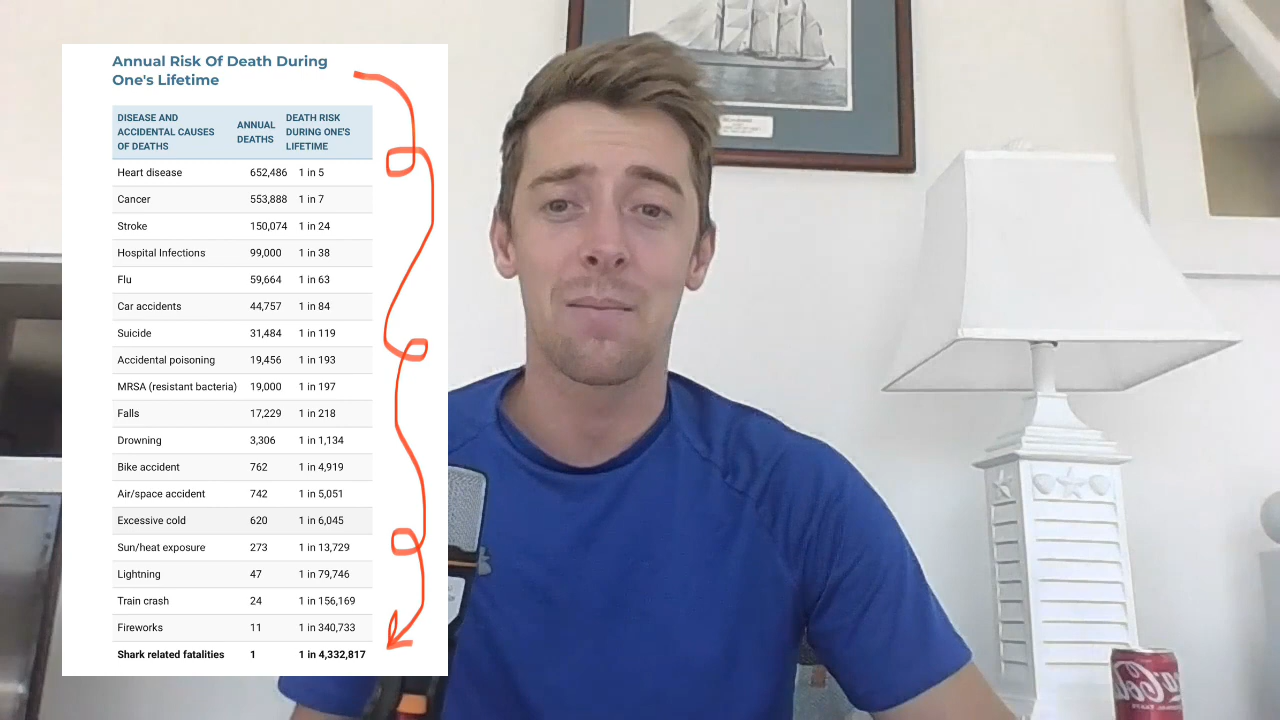 Annual Risk Of Death During
One's Lifetime
DISEASE AND
ACCIDENTAL CAUSES
OF DEATHS
ANNUAL
DEATHS
DEATH RISK
DURING ONE'S
LIFETIME
Heart disease 652,486 1 in 5
Cancer 553,888 1 in 7
Stroke 150,074 1 in 24
Hospital Infections 99,000 1 in 38
Flu 59,664 1 in 63
Car accidents 44,757 1 in 84
Suicide 31,484 1 in 119
Accidental poisoning 19,456 1 in 193
MRSA (resistant bacteria) 19,000 1 in 197
Falls 17,229 1 in 218
Drowning 3,306 1 in 1,134
Bike accident 762 1 in 4,919
Air/space accident 742 1 in 5,051
Excessive cold 620 1 in 6,045
Sun/heat exposure 273 1 in 13,729
Lightning 47 1 in 79,746
Train crash 24 1 in 156,169
Fireworks 11 1 in 340,733
Shark related fatalities 1 1 in 4,332,817